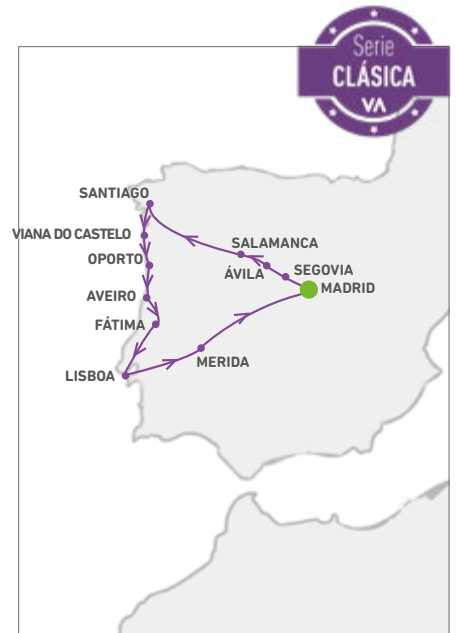 Serie
CLÁSICA
VA
SANTIAGO
VIANA DO CASTELO
SALAMANCA
OPORTO
ÁVILA
SEGOVIA
MADRID
AVEIRO
FÁTIMA
MERIDA
LISBOA